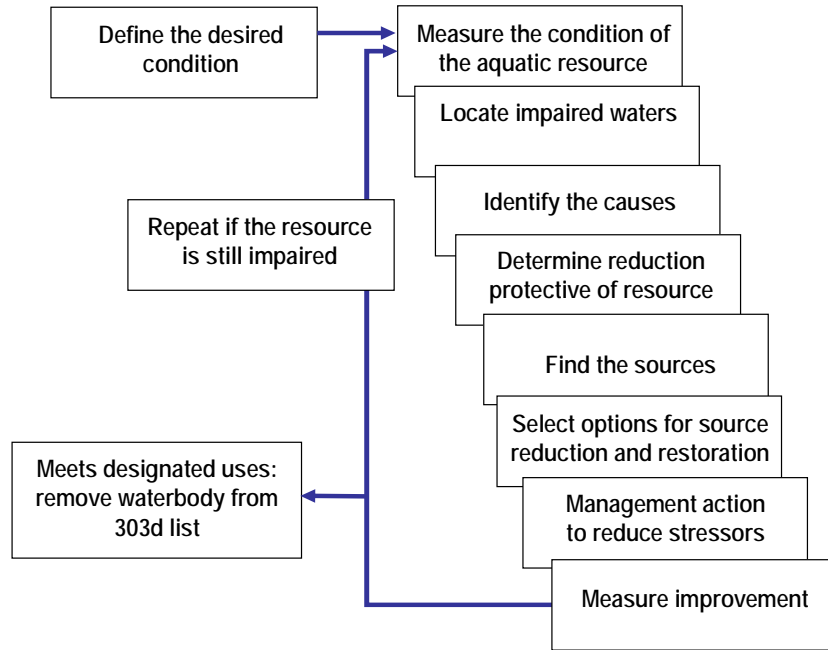 Define the desired
condition
Measure the condition of
the aquatic resource
Locate impaired waters
Identify the causes
Repeat if the resource
is still impaired
Determine reduction
protective of resource
Find the sources
Select options for source
reduction and restoration
Meets designated uses:
remove waterbody from
303d list
Management action
to reduce stressors
Measure improvement